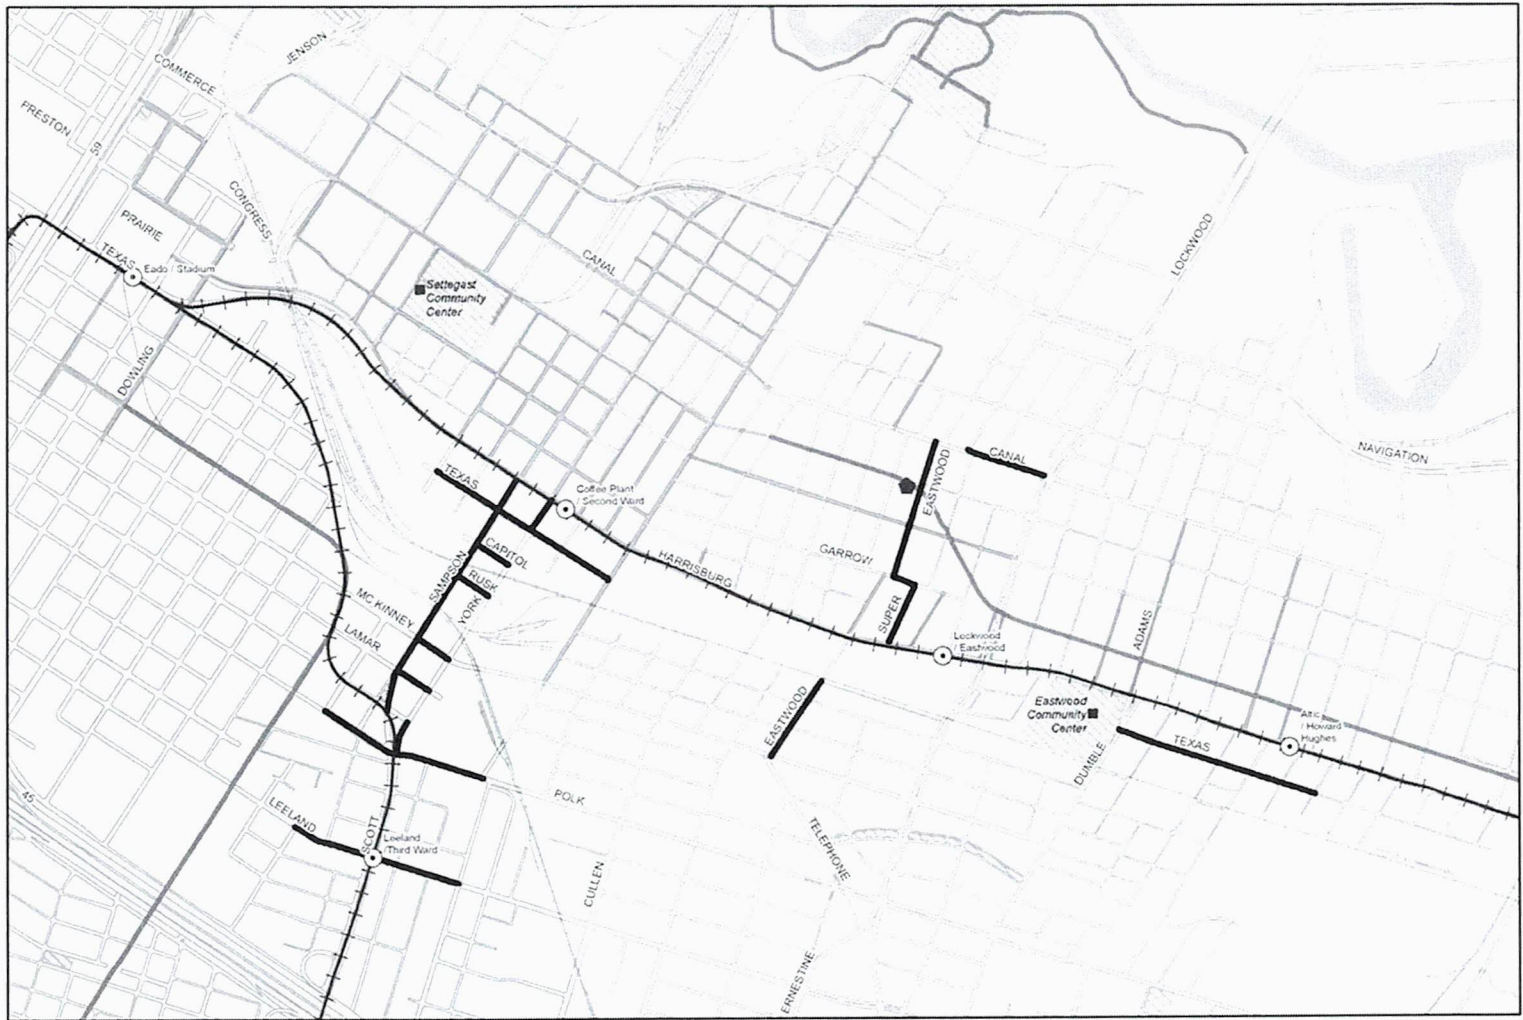 JENSON
COMMERCE
PRESTON
59
CONGRESS
PRAIRIE
LOCKWOOD
TEXAS
Eado / Stadium
CANAL
Settegast
Community
Center
DOWLING
NAVIGATION
CANAL
EASTWOOD
TEXAS
Coffee Plant
/ Second Ward
CAPITOL
GARROW
HARRISBURG
SAMPSON
RUSK
YORK
MC KINNEY
LAMAR
SUPER
Lockwood
/ Eastwood
ADAMS
EASTWOOD
Eastwood
Community
Center
Altic
/ Howard
Hughes
TEXAS
DUMBLE
45
POLK
LEELAND
SCOTT
Leeland
/Third Ward
TELEPHONE
CULLEN
ERNESTINE